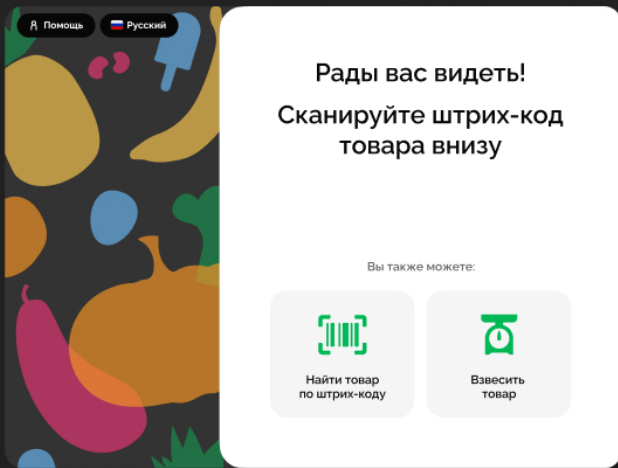 Помощь
Русский
Рады вас видеть!
Сканируйте штрих-код
товара внизу
Вы также можете:
Найти товар
по штрих-коду
Взвесить
товар